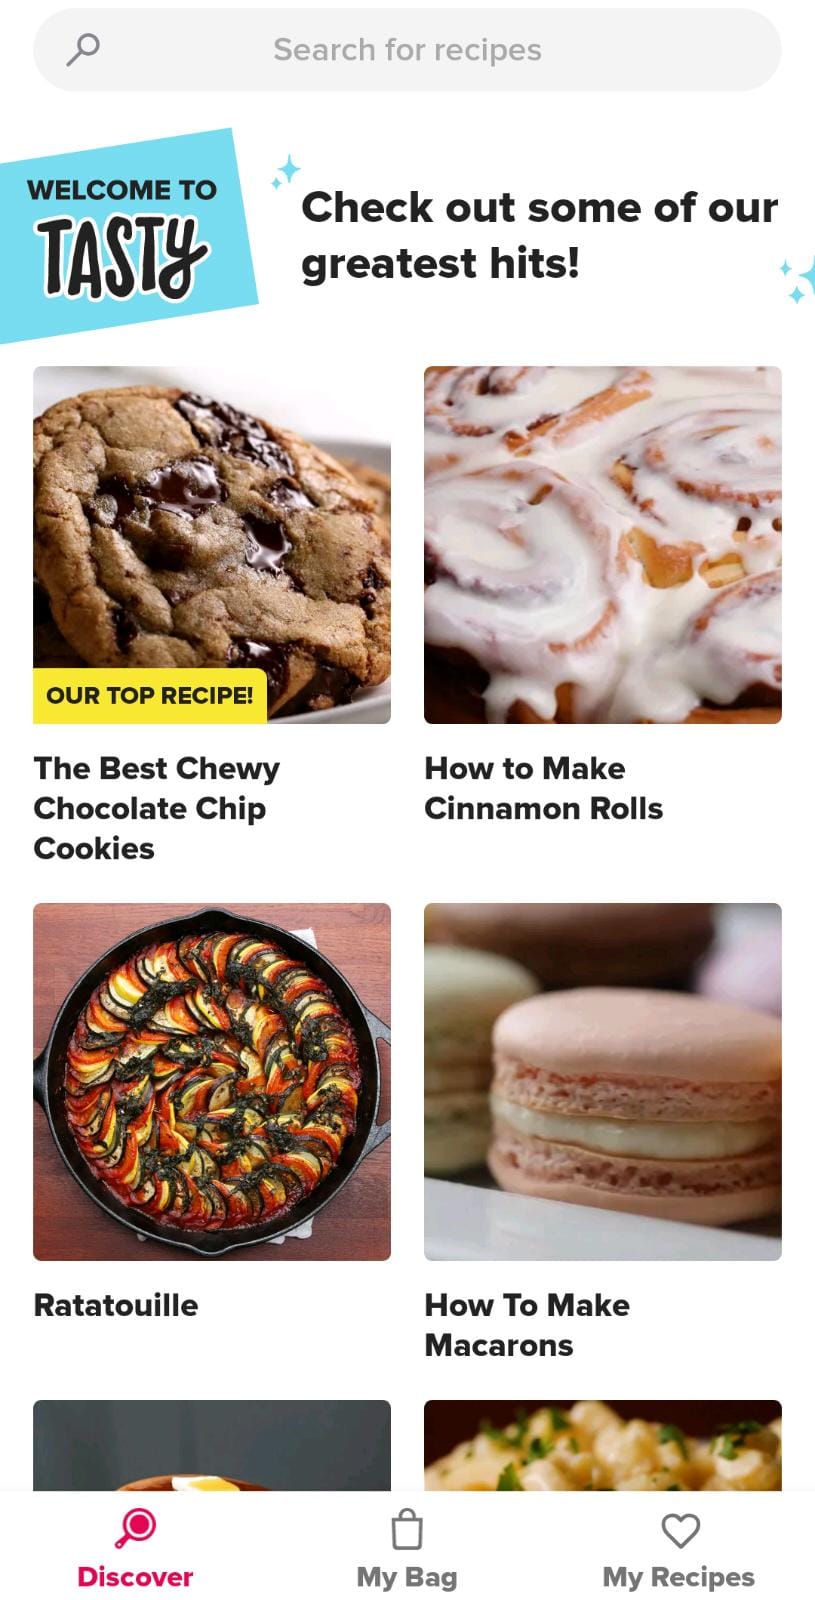 Search for recipes
WELCOME TO
TASTY
Check out some of our
greatest hits!
OUR TOP RECIPE!
The Best Chewy
Chocolate Chip
Cookies
How to Make
Cinnamon Rolls
Ratatouille
How To Make
Macarons
Discover
My Bag
My Recipes